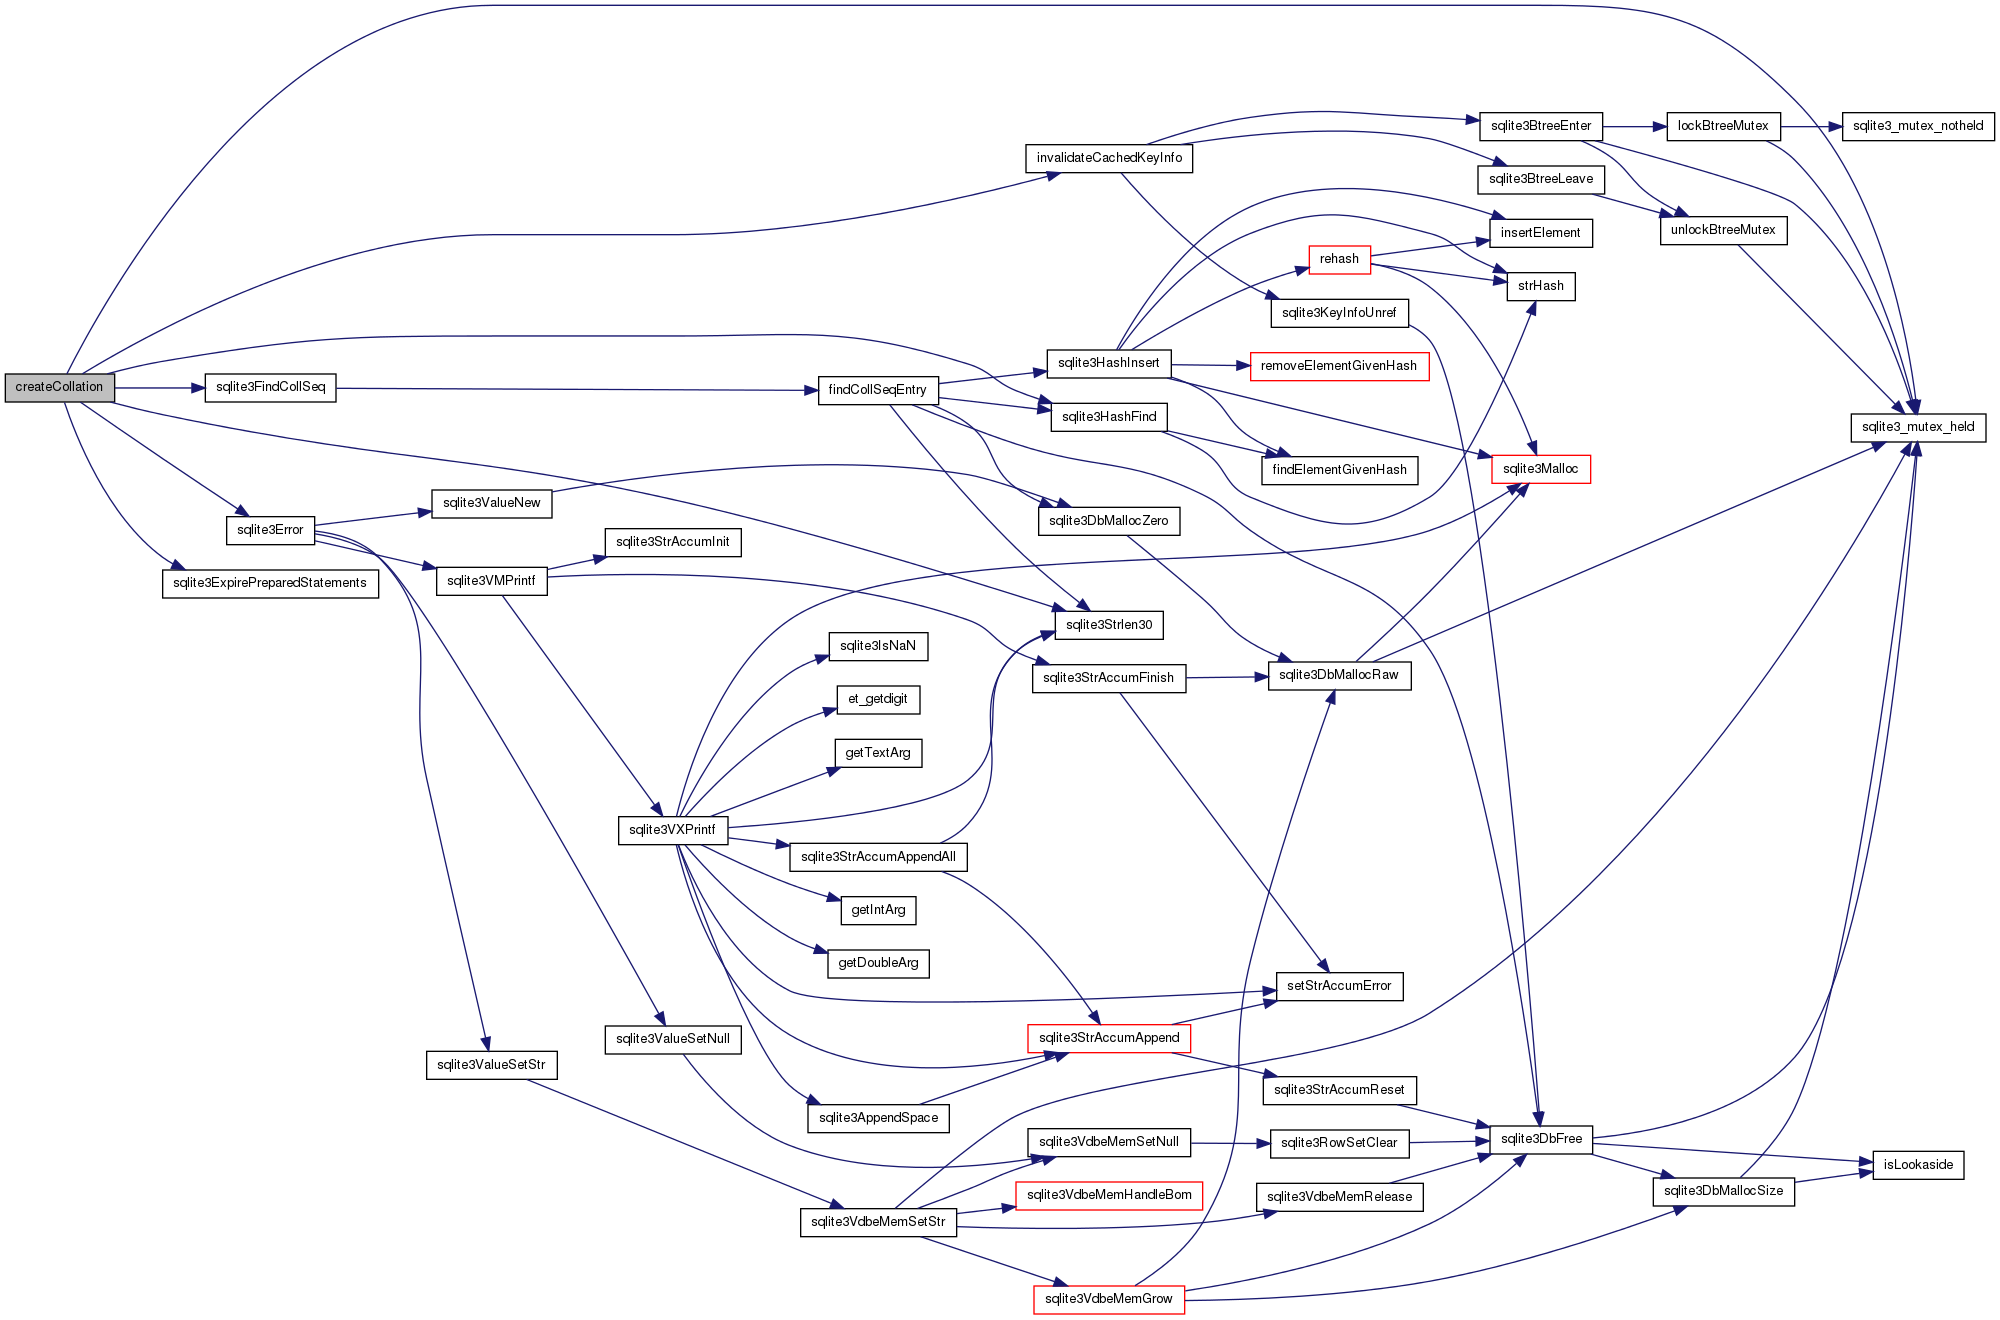 createCollation
sqlite3FindCollSeq
sqlite3Error
sqlite3ExpirePreparedStatements
sqlite3ValueNew
sqlite3VMPrintf
sqlite3ValueSetStr
sqlite3StrAccumInit
sqlite3VXPrintf
sqlite3ValueSetNull
findCollSeqEntry
sqlite3IsNaN
et_getdigit
getTextArg
sqlite3StrAccumAppendAll
getIntArg
getDoubleArg
sqlite3AppendSpace
sqlite3VdbeMemSetStr
invalidateCachedKeyInfo
sqlite3HashInsert
sqlite3HashFind
sqlite3DbMallocZero
sqlite3Strlen30
sqlite3StrAccumFinish
sqlite3StrAccumAppend
sqlite3VdbeMemSetNull
sqlite3VdbeMemHandleBom
sqlite3VdbeMemGrow
rehash
sqlite3KeyInfoUnref
removeElementGivenHash
findElementGivenHash
sqlite3DbMallocRaw
setStrAccumError
sqlite3StrAccumReset
sqlite3RowSetClear
sqlite3VdbeMemRelease
sqlite3BtreeEnter
sqlite3BtreeLeave
insertElement
strHash
sqlite3Malloc
sqlite3DbFree
lockBtreeMutex
unlockBtreeMutex
sqlite3DbMallocSize
sqlite3_mutex_notheld
sqlite3_mutex_held
isLookaside